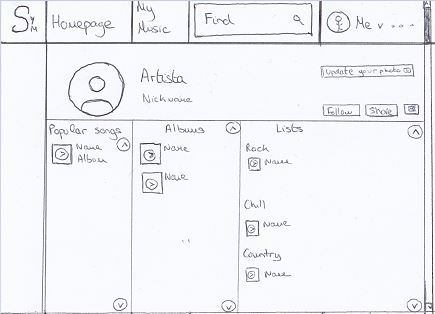 SyM
Homepage
My
Music
Find
Me
Artista
Nickname
Update your photo
Follow
Share
Popular songs
Name
Album
Albums
Name
Name
Lists
Rock
Name
Chill
Name
Country
Name